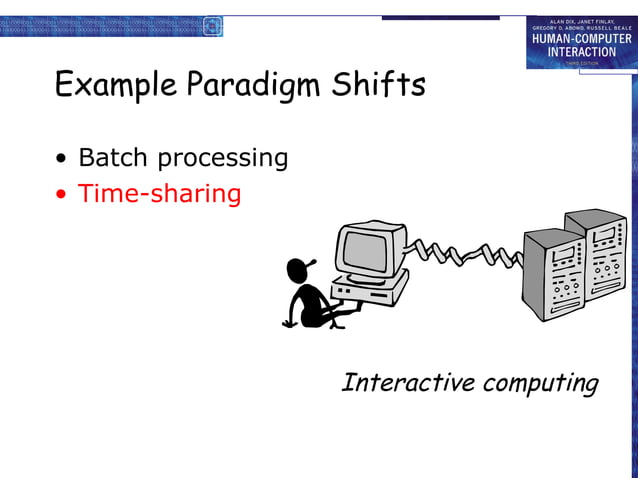 ALAN DIX, JANET FINLAY,
GREGORY D. ABOWD, RUSSELL BEALE
HUMAN-COMPUTER
INTERACTION
THIRD EDITION
Example Paradigm Shifts
• Batch processing
• Time-sharing
Interactive computing